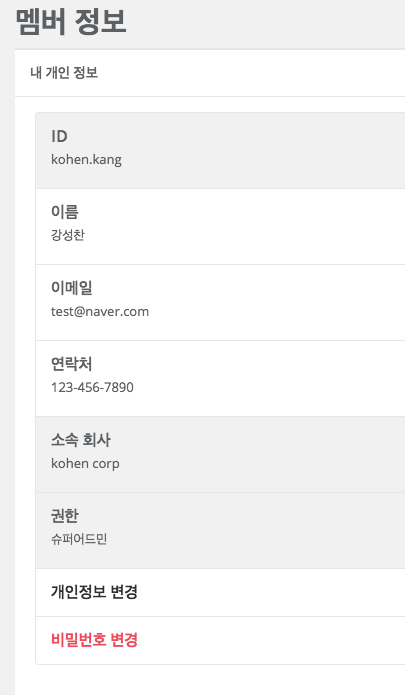 멤버 정보
내 개인 정보
ID
kohen.kang
이름
강성찬
이메일
test@naver.com
연락처
123-456-7890
소속 회사
kohen corp
권한
슈퍼어드민
개인정보 변경
비밀번호 변경